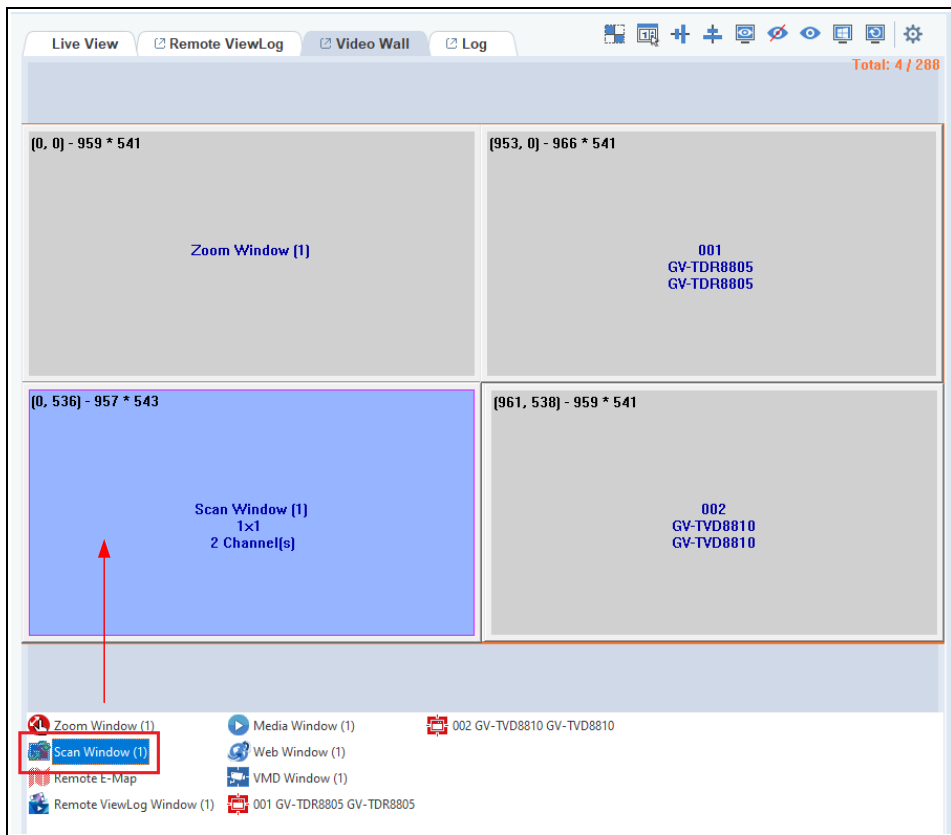 Live View Remote ViewLog Video Wall Log
Total: 4 / 288
(0, 0) - 959 * 541
(953, 0) - 966 * 541
Zoom Window (1)
001
GV-TDR8805
GV-TDR8805
(0, 536) - 957 * 543
(961, 538) - 959 * 541
Scan Window (1)
1×1
2 Channel(s)
002
GV-TVD8810
GV-TVD8810
Zoom Window (1) Media Window (1) 002 GV-TVD8810 GV-TVD8810
Scan Window (1) Web Window (1)
Remote E-Map VMD Window (1)
Remote ViewLog Window (1) 001 GV-TDR8805 GV-TDR8805